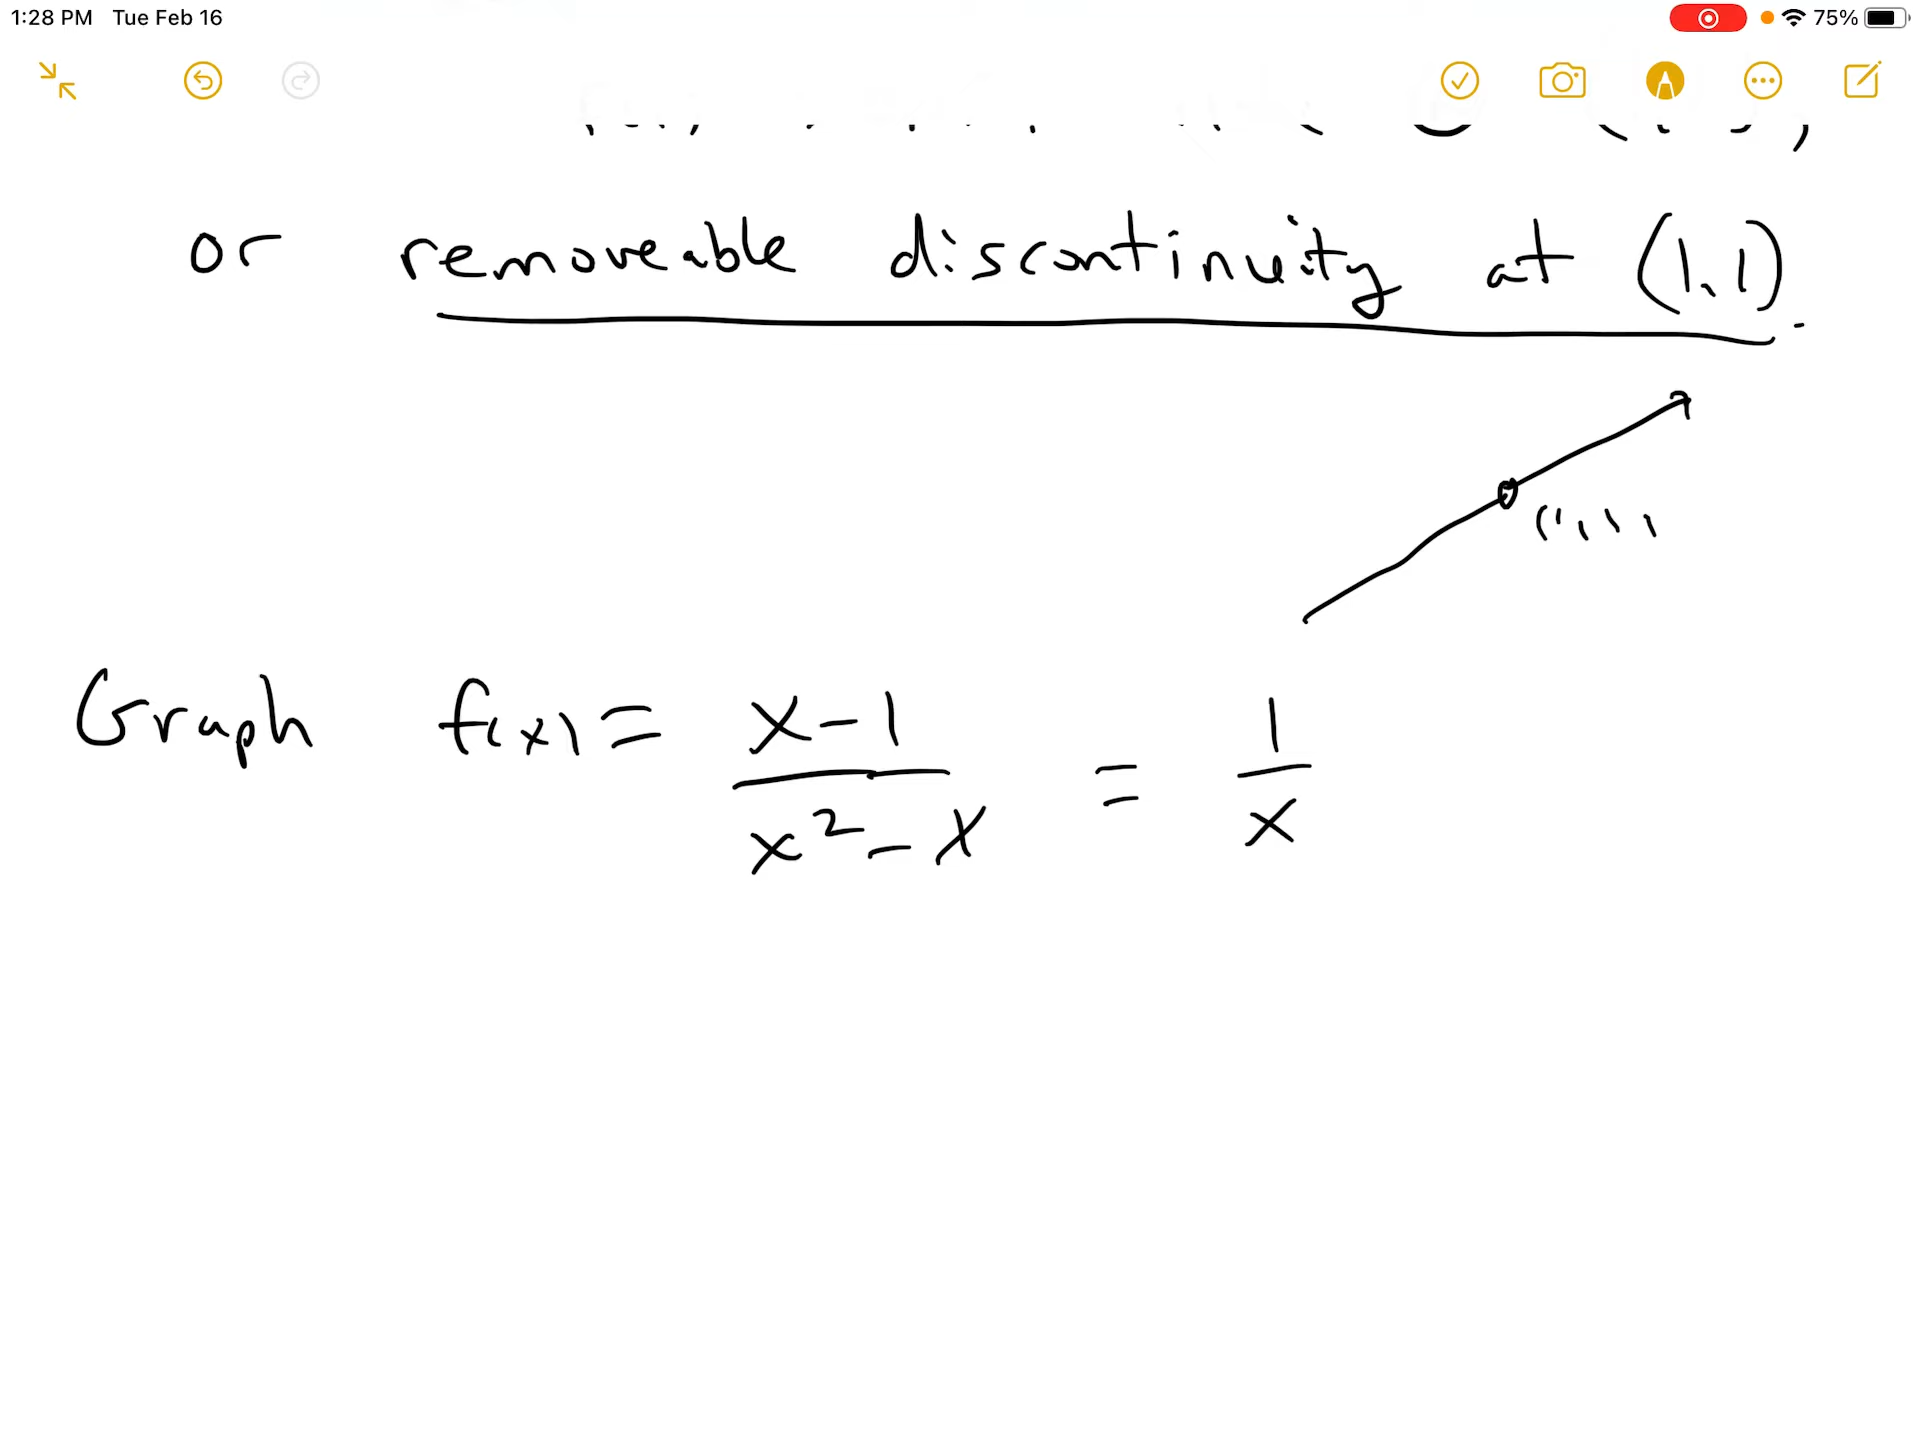 1:28 PM Tue Feb 16
75%
or removeable discontinuity at (1,1).
(1,1)
Graph f(x) = x-1 / x² - x = 1 / x